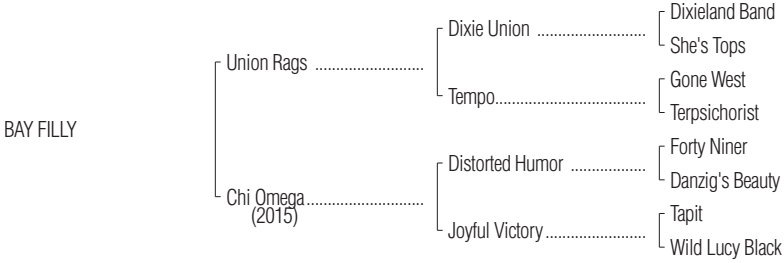 Dixieland Band
Dixie Union ..........................
She's Tops
Union Rags ..........................
Gone West
Tempo....................................
Terpsichorist
BAY FILLY
Forty Niner
Distorted Humor ..................
Danzig's Beauty
Chi Omega............................
(2015)
Tapit
Joyful Victory........................
Wild Lucy Black